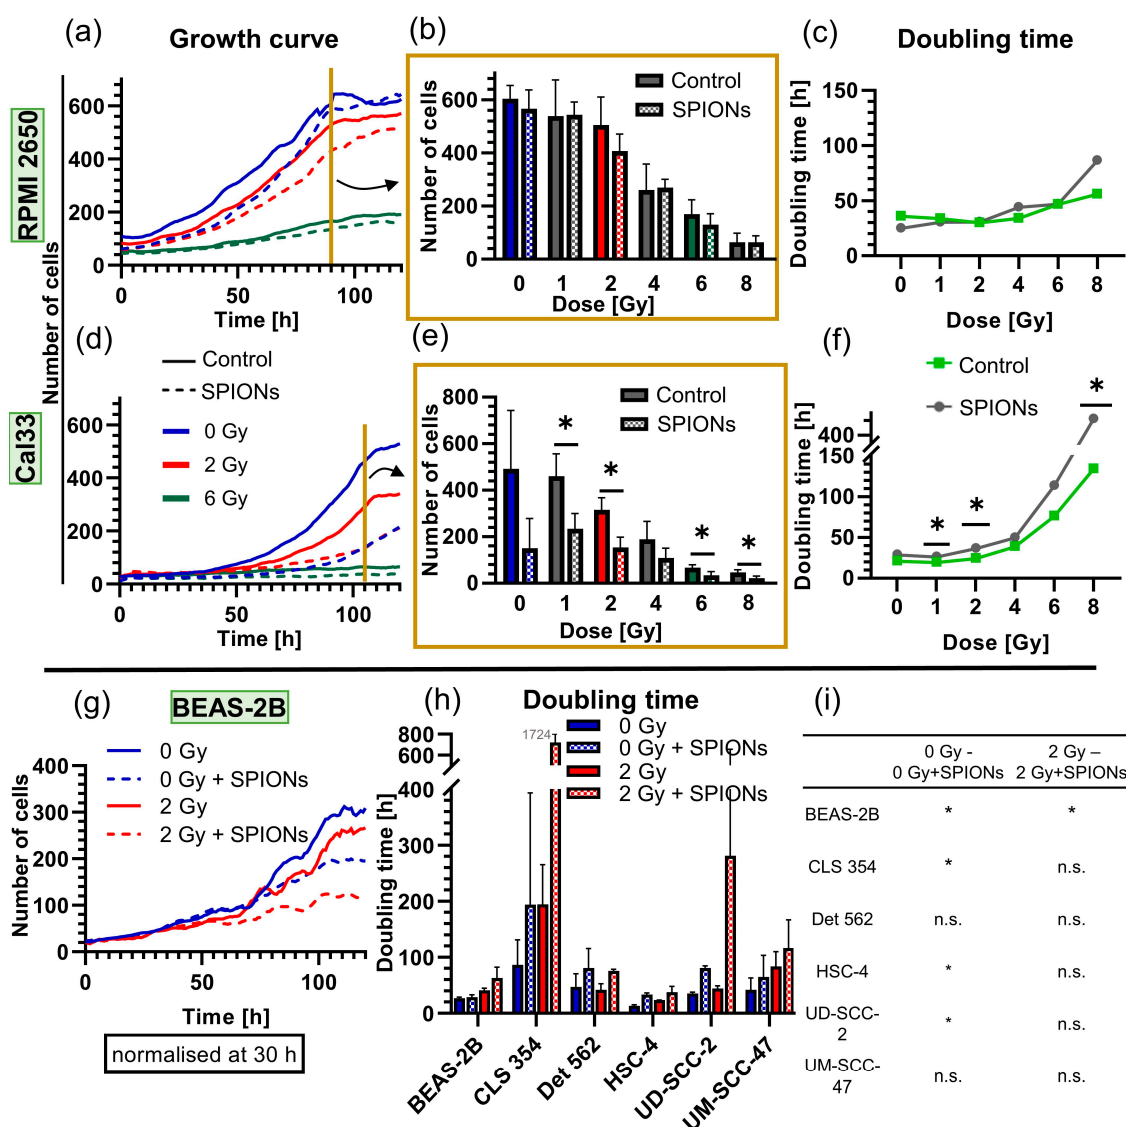 (a)
Growth curve
RPMI 2650
Number of cells
600
400
200
0
0
50
100
Time [h]
(b)
Number of cells
600
400
200
0
Control
SPIONs
0
1
2
4
6
8
Dose [Gy]
(c)
Doubling time
Doubling time [h]
150
100
50
0
0
1
2
4
6
8
Dose [Gy]
(d)
Control
SPIONs
0 Gy
2 Gy
6 Gy
Cal33
600
400
200
0
0
50
100
Time [h]
(e)
Number of cells
800
600
400
200
0
Control
SPIONs
*
*
*
*
0
1
2
4
6
8
Dose [Gy]
(f)
Control
SPIONs
Doubling time [h]
400
150
100
50
0
*
*
*
0
1
2
4
6
8
Dose [Gy]
(g)
BEAS-2B
0 Gy
0 Gy + SPIONs
2 Gy
2 Gy + SPIONs
Number of cells
400
300
200
100
0
0
50
100
Time [h]
normalised at 30 h
(h)
Doubling time
0 Gy
0 Gy + SPIONs
2 Gy
2 Gy + SPIONs
1724
Doubling time [h]
800
600
400
300
200
100
0
BEAS-2B
CLS 354
Det 562
HSC-4
UD-SCC-2
UM-SCC-47
(i)
0 Gy - 2 Gy –
0 Gy+SPIONs 2 Gy+SPIONs
BEAS-2B * *
CLS 354 * n.s.
Det 562 n.s. n.s.
HSC-4 * n.s.
UD-SCC-
2 * n.s.
UM-SCC-
47 n.s. n.s.